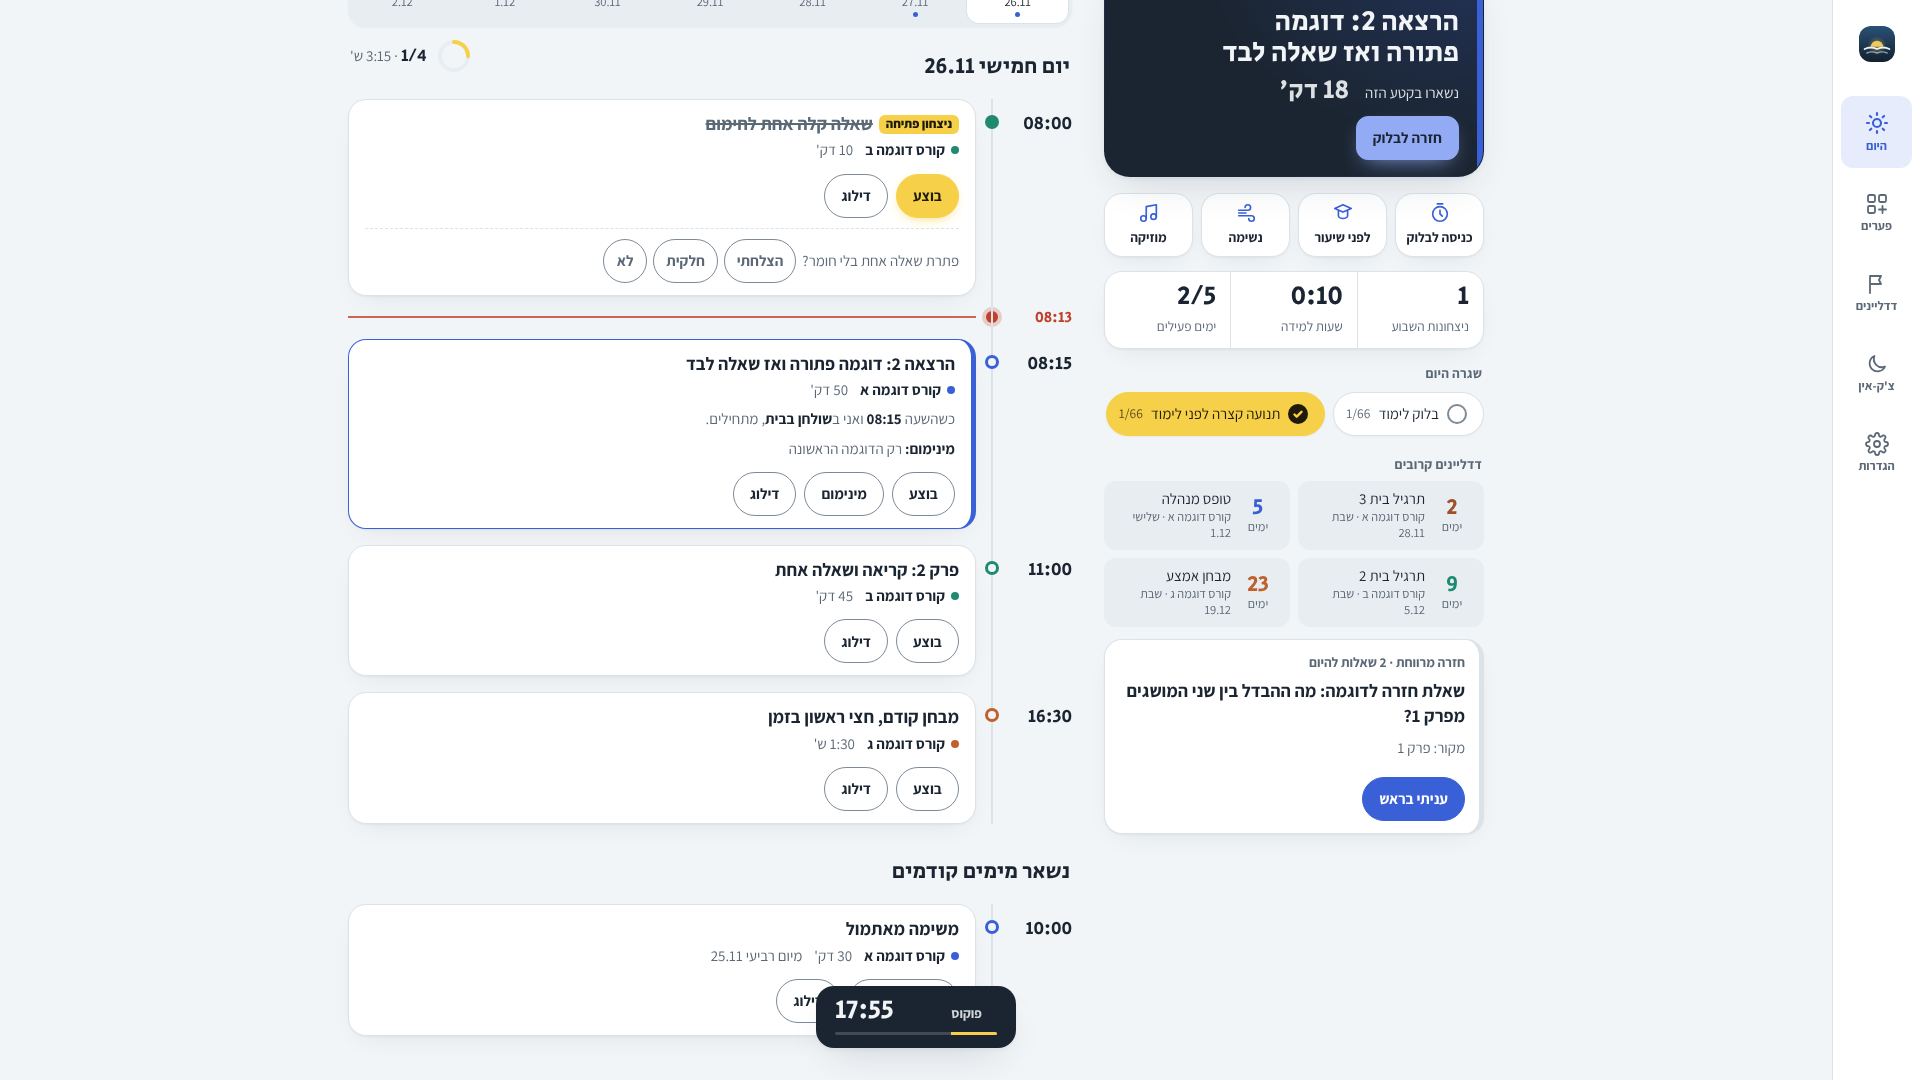 היום
פערים
דדליינים
צ'ק-אין
הגדרות
הרצאה 2: דוגמה
פתורה ואז שאלה לבד
נשארו בקטע הזה 18 דק׳
חזרה לבלוק
כניסה לבלוק
לפני שיעור
נשימה
מוזיקה
1
ניצחונות השבוע
0:10
שעות למידה
2/5
ימים פעילים
שגרה היום
בלוק לימוד 1/66
תנועה קצרה לפני לימוד 1/66
דדליינים קרובים
2 ימים
תרגיל בית 3
קורס דוגמה א · שבת
28.11
5 ימים
טופס מנהלה
קורס דוגמה א · שלישי
1.12
9 ימים
תרגיל בית 2
קורס דוגמה ב · שבת
5.12
23 ימים
מבחן אמצע
קורס דוגמה ג · שבת
19.12
חזרה מרווחת · 2 שאלות להיום
שאלת חזרה לדוגמה: מה ההבדל בין שני המושגים
מפרק 1?
מקור: פרק 1
עניתי בראש
26.11 27.11 28.11 29.11 30.11 1.12 2.12
יום חמישי 26.11
1/4 · 3:15 ש'
08:00
ניצחון פתיחה שאלה קלה אחת לחימום
קורס דוגמה ב 10 דק'
בוצע דילוג
פתרת שאלה אחת בלי חומר? הצלחתי חלקית לא
08:13
08:15
הרצאה 2: דוגמה פתורה ואז שאלה לבד
קורס דוגמה א 50 דק'
כשהשעה 08:15 ואני בשולחן בבית, מתחילים.
מינימום: רק הדוגמה הראשונה
בוצע מינימום דילוג
11:00
פרק 2: קריאה ושאלה אחת
קורס דוגמה ב 45 דק'
בוצע דילוג
16:30
מבחן קודם, חצי ראשון בזמן
קורס דוגמה ג 1:30 ש'
בוצע דילוג
נשאר מימים קודמים
10:00
משימה מאתמול
קורס דוגמה א 30 דק' מיום רביעי 25.11
פוקוס 17:55